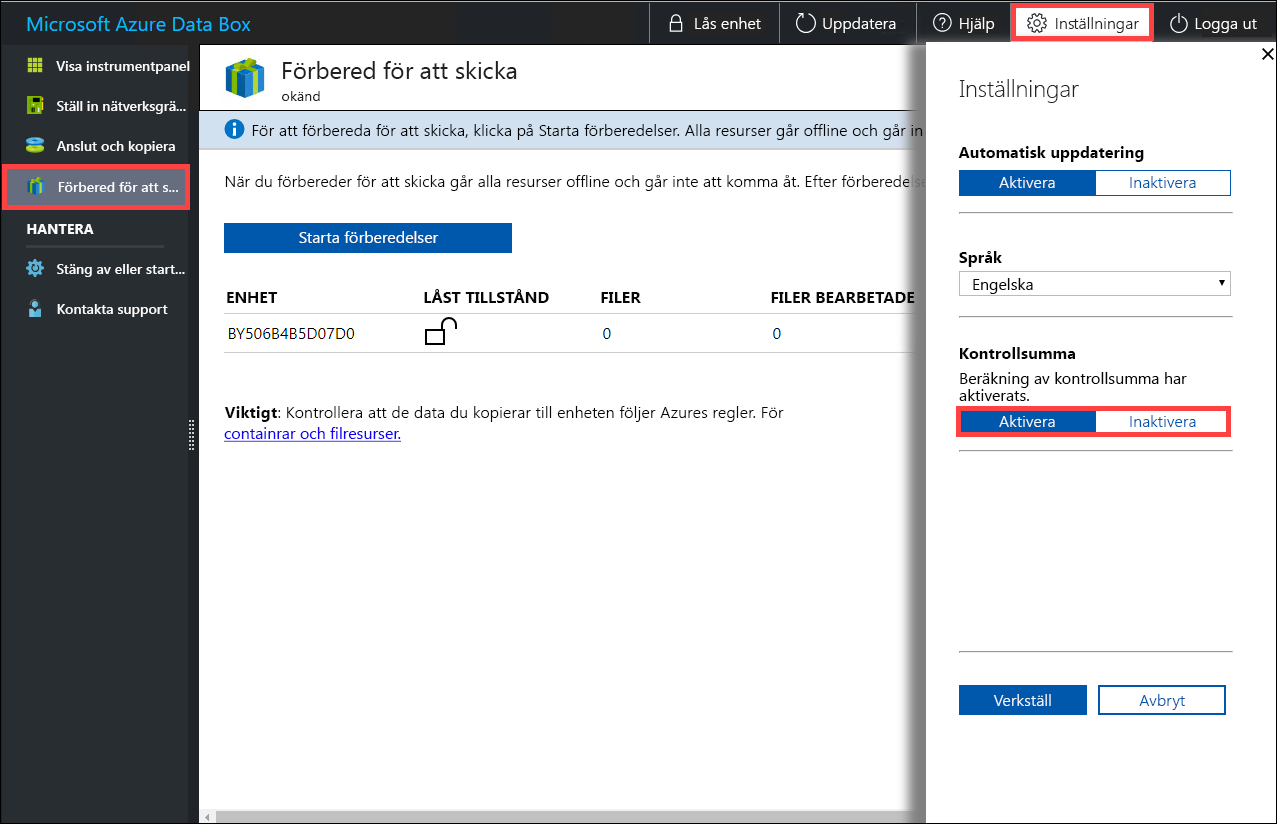 Microsoft Azure Data Box
Lås enhet
Uppdatera
Hjälp
Inställningar
Logga ut
Visa instrumentpanel
Ställ in nätverksgrä...
Anslut och kopiera
Förbered för att s...
HANTERA
Stäng av eller start...
Kontakta support
Förbered för att skicka
okänd
För att förbereda för att skicka, klicka på Starta förberedelser. Alla resurser går offline och går in
När du förbereder för att skicka går alla resurser offline och går inte att komma åt. Efter förberedelse
Starta förberedelser
ENHET LÅST TILLSTÅND FILER FILER BEARBETADE
BY506B4B5D07D0 0 0
Viktigt: Kontrollera att de data du kopierar till enheten följer Azures regler. För
containrar och filresurser.
Inställningar
Automatisk uppdatering
Aktivera Inaktivera
Språk
Engelska
Kontrollsumma
Beräkning av kontrollsumma har
aktiverats.
Aktivera Inaktivera
Verkställ Avbryt